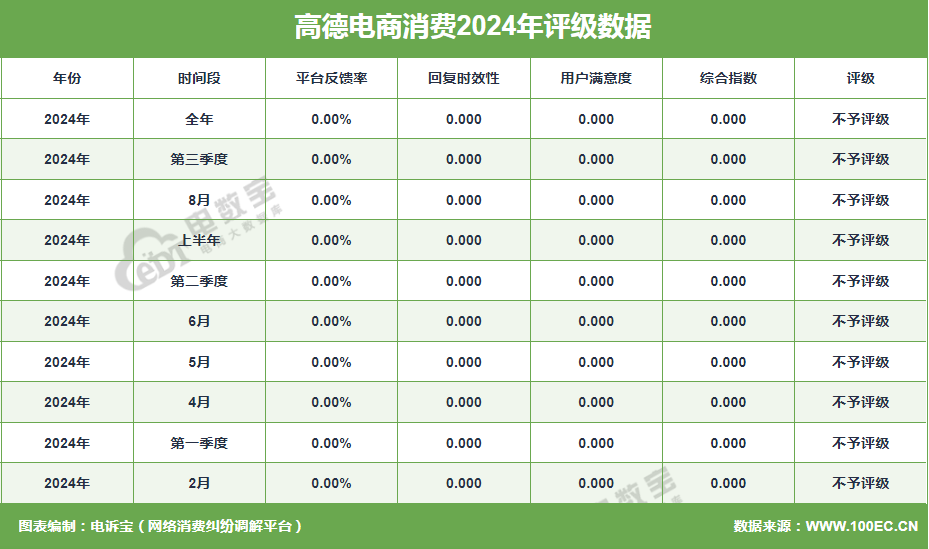 高德电商消费2024年评级数据
年份 时间段 平台反馈率 回复时效性 用户满意度 综合指数 评级
2024年 全年 0.00% 0.000 0.000 0.000 不予评级
2024年 第三季度 0.00% 0.000 0.000 0.000 不予评级
2024年 8月 0.00% 0.000 0.000 0.000 不予评级
2024年 上半年 0.00% 0.000 0.000 0.000 不予评级
2024年 第二季度 0.00% 0.000 0.000 0.000 不予评级
2024年 6月 0.00% 0.000 0.000 0.000 不予评级
2024年 5月 0.00% 0.000 0.000 0.000 不予评级
2024年 4月 0.00% 0.000 0.000 0.000 不予评级
2024年 第一季度 0.00% 0.000 0.000 0.000 不予评级
2024年 2月 0.00% 0.000 0.000 0.000 不予评级
电数宝
电商大数据库
EDT
电数宝
图表编制：电诉宝（网络消费纠纷调解平台） 数据来源：WWW.100EC.CN